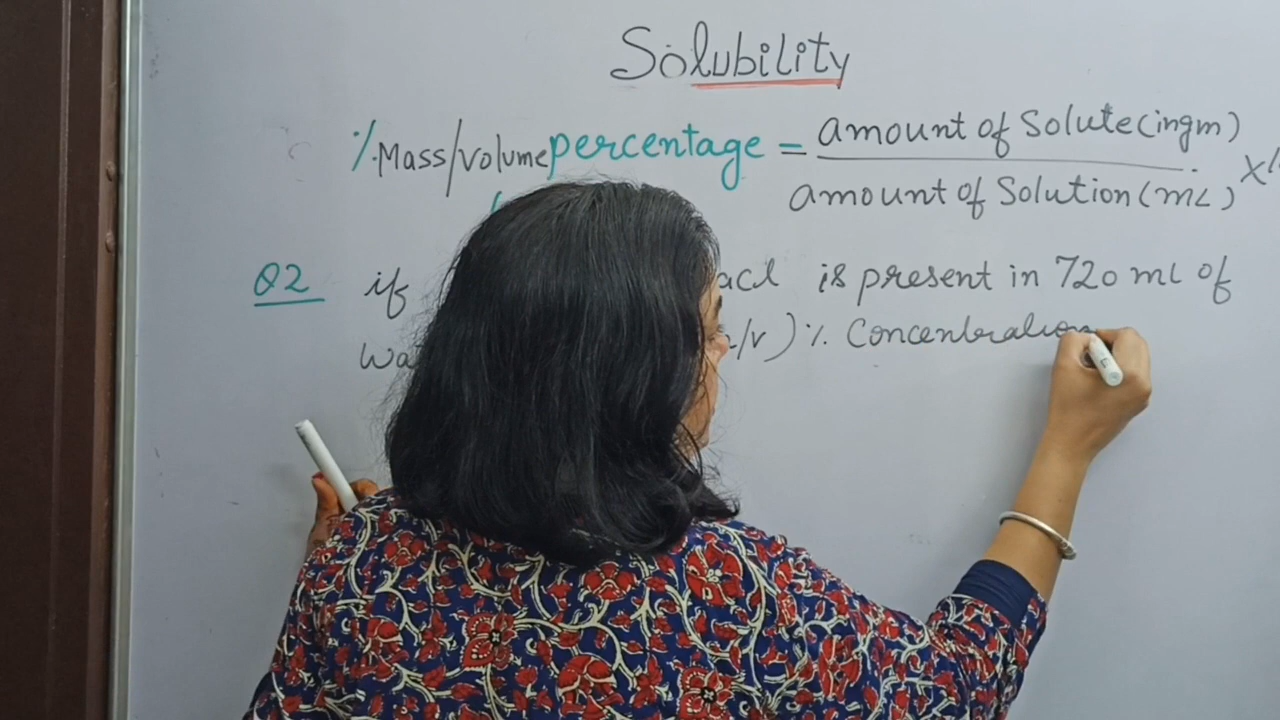 Solubility
% Mass/volume percentage = amount of Solute (in gm)
amount of Solution (mL) X
Q2 if acl is present in 720 ml of
wa /v) % Concentration